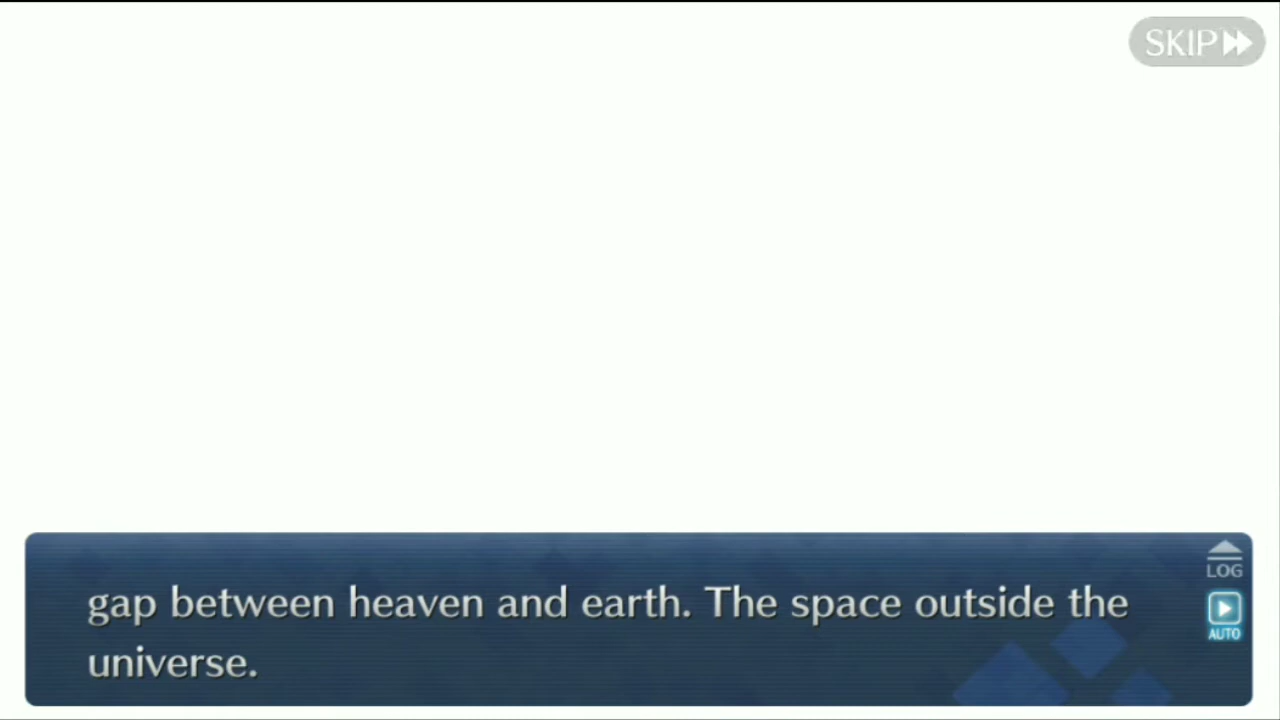 SKIP
LOG
gap between heaven and earth. The space outside the
AUTO
universe.